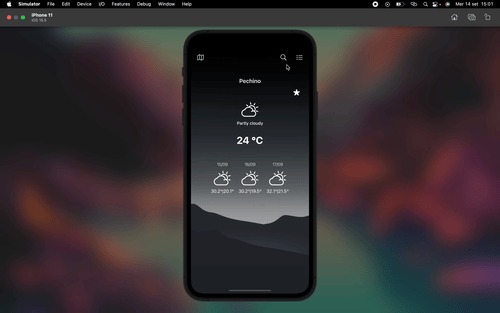 Simulator File Edit Device I/O Features Debug Window Help Mer 14 set 15:01
iPhone 11
iOS 15.5
Pechino
Partly cloudy
24 °C
15/09 16/09 17/09
30.2°|20.1° 30.2°|19.5° 32.1°|21.5°